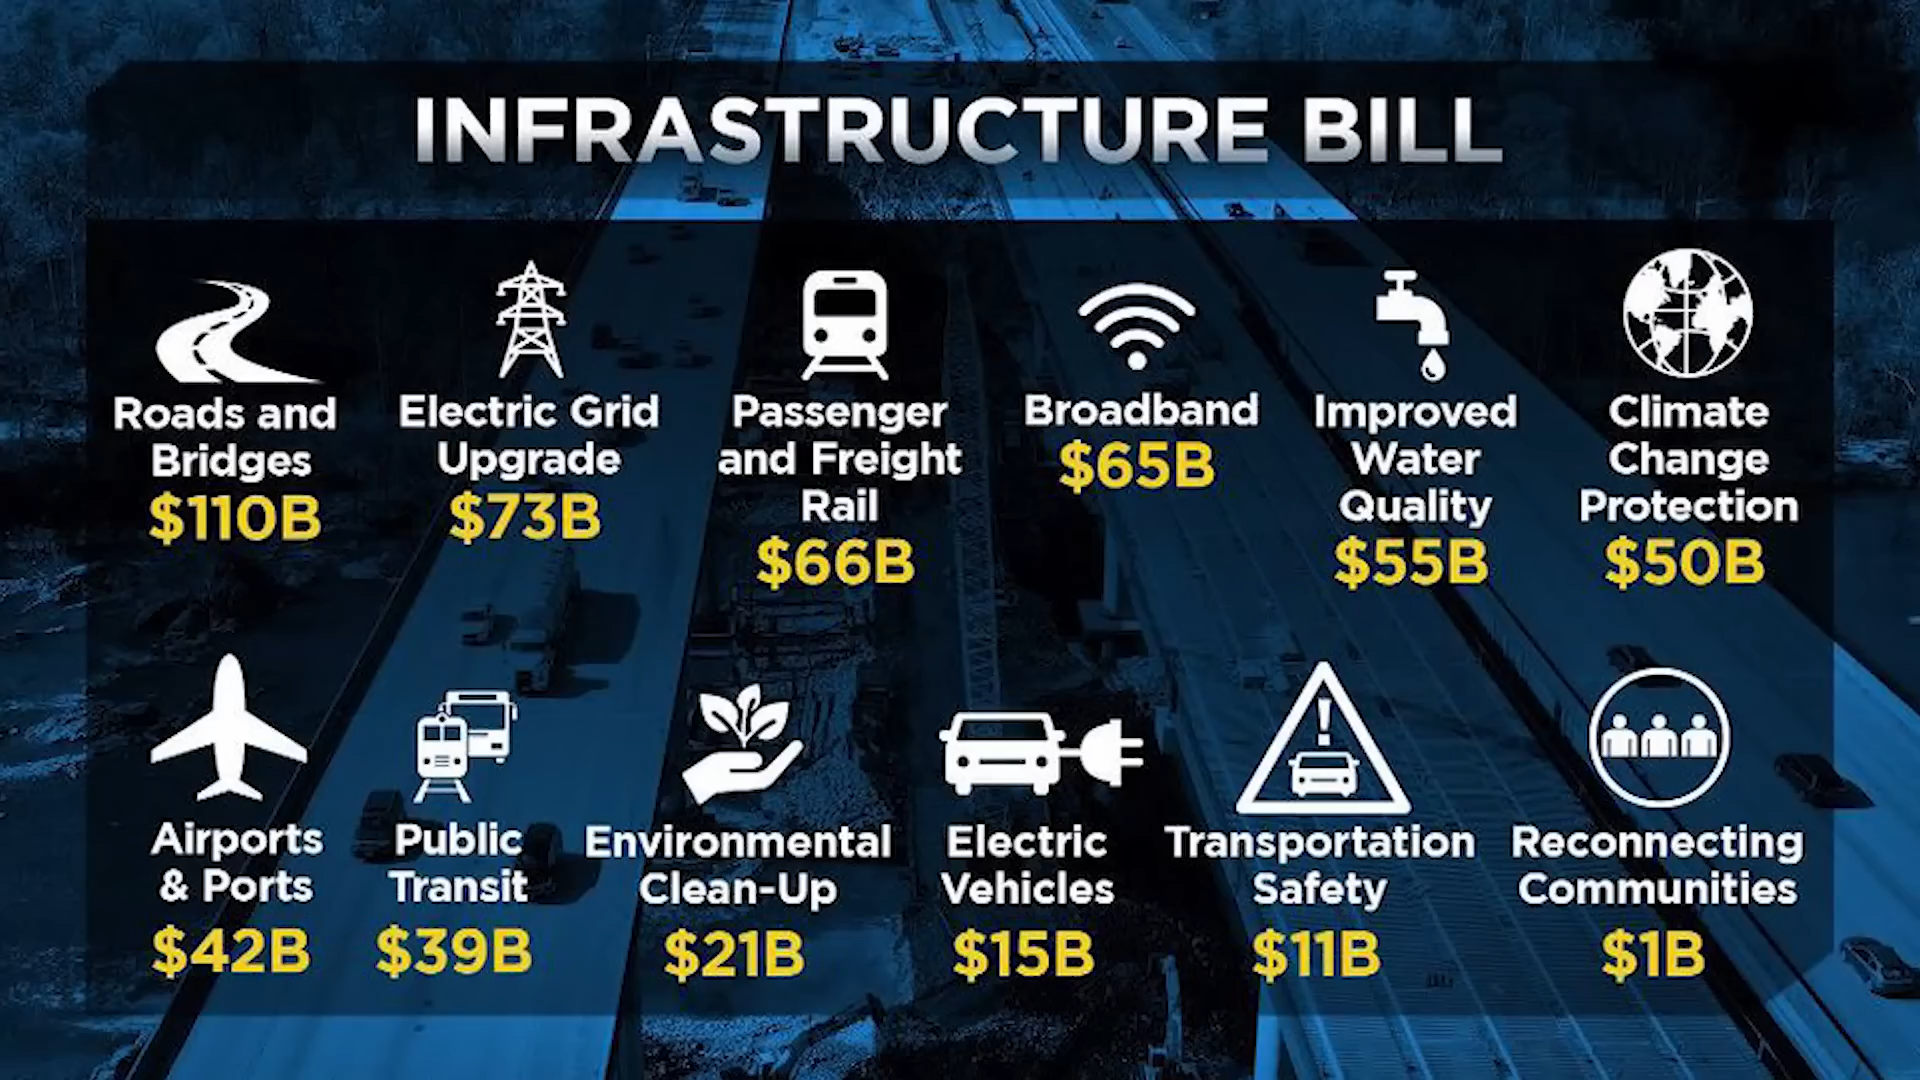 INFRASTRUCTURE BILL
Roads and
Bridges
$110B
Electric Grid
Upgrade
$73B
Passenger
and Freight
Rail
$66B
Broadband
$65B
Improved
Water
Quality
$55B
Climate
Change
Protection
$50B
Airports
& Ports
$42B
Public
Transit
$39B
Environmental
Clean-Up
$21B
Electric
Vehicles
$15B
Transportation
Safety
$11B
Reconnecting
Communities
$1B